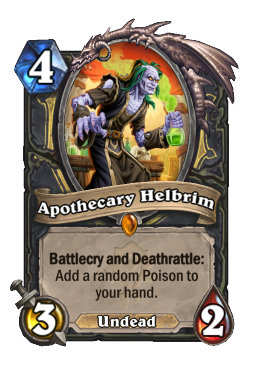 4
Apothecary Helbrim
Battlecry and Deathrattle:
Add a random Poison to
your hand.
3
Undead
2